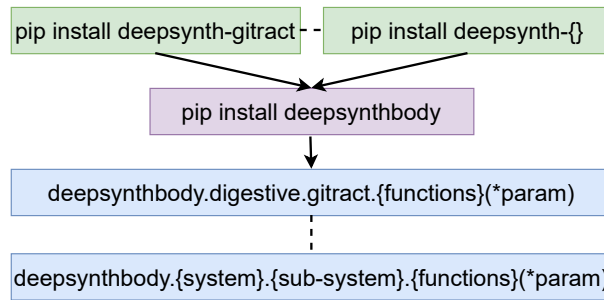 pip install deepsynth-gitract
pip install deepsynth-{}
pip install deepsynthbody
deepsynthbody.digestive.gitract.{functions}(*param)
deepsynthbody.{system}.{sub-system}.{functions}(*param)